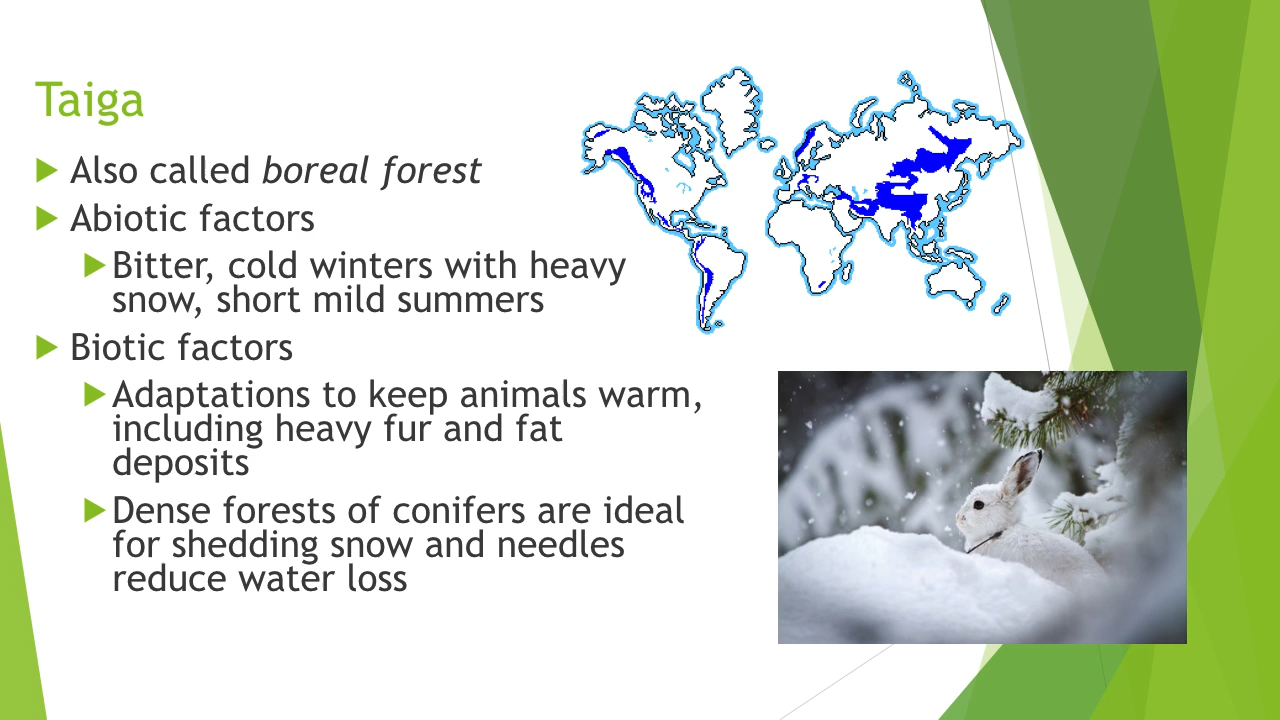 Taiga
Also called boreal forest
Abiotic factors
Bitter, cold winters with heavy
snow, short mild summers
Biotic factors
Adaptations to keep animals warm,
including heavy fur and fat
deposits
Dense forests of conifers are ideal
for shedding snow and needles
reduce water loss